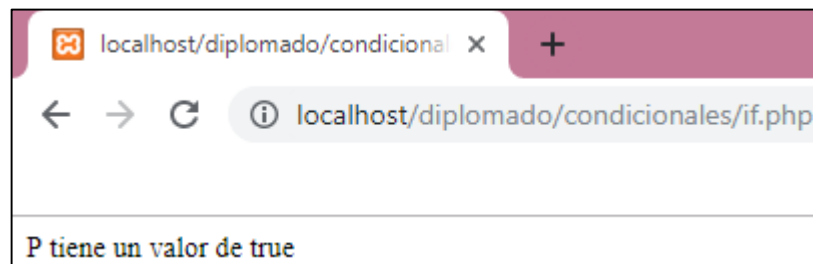 localhost/diplomado/condicional
localhost/diplomado/condicionales/if.php
P tiene un valor de true